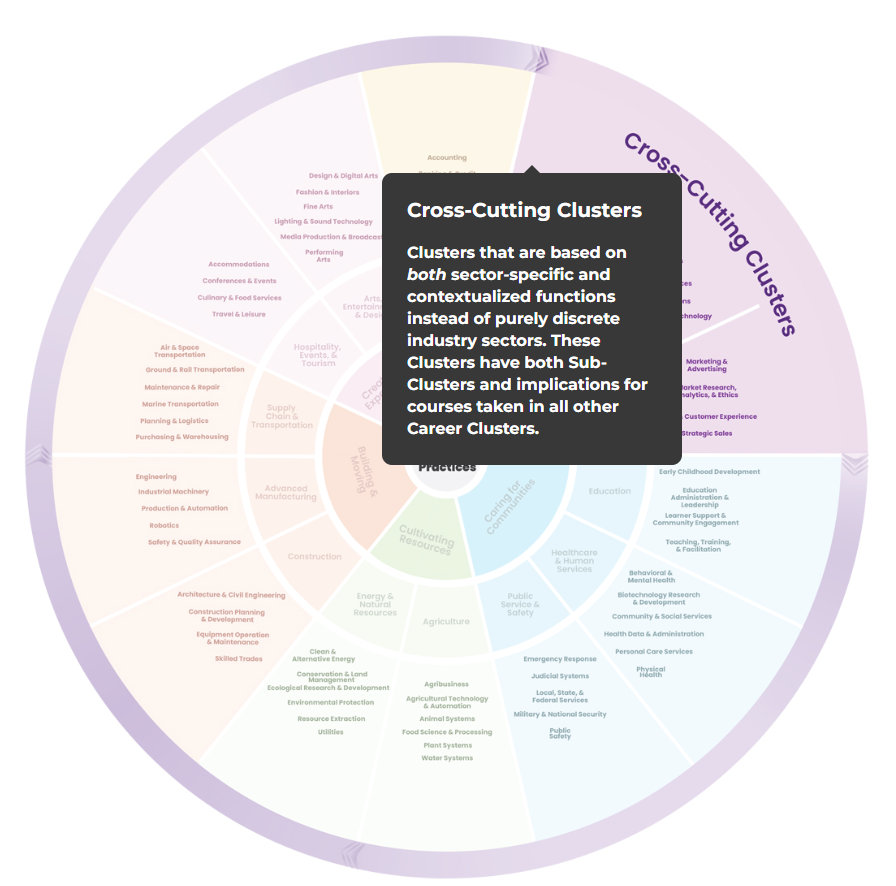 Cross-Cutting Clusters
Accounting
Design & Digital Arts
Fashion & Interiors
Fine Arts
Lighting & Sound Technology
Media Production & Broadcast
Performing
Arts
Accommodations
Conferences & Events
Culinary & Food Services
Travel & Leisure
Arts,
Hospitality,
Events, &
Tourism
Cross-Cutting Clusters
Clusters that are based on
both sector-specific and
contextualized functions
instead of purely discrete
industry sectors. These
Clusters have both Sub-
Clusters and implications for
courses taken in all other
Career Clusters.
Marketing &
Advertising
Market Research,
& Ethics
Customer Experience
Strategic Sales
Air & Space
Transportation
Ground & Rail Transportation
Maintenance & Repair
Marine Transportation
Planning & Logistics
Purchasing & Warehousing
Supply
Chain &
Transportation
Engineering
Industrial Machinery
Production & Automation
Robotics
Safety & Quality Assurance
Advanced
Manufacturing
Building &
Moving
Practices
Caring for
Communities
Cultivating
Resources
Education
Early Childhood Development
Education
Administration &
Leadership
Learner Support &
Community Engagement
Teaching, Training,
& Facilitation
Healthcare
& Human
Services
Behavioral &
Mental Health
Biotechnology Research
& Development
Community & Social Services
Health Data & Administration
Personal Care Services
Physical
Health
Construction
Architecture & Civil Engineering
Construction Planning
& Development
Equipment Operation
& Maintenance
Skilled Trades
Energy &
Natural
Resources
Clean &
Alternative Energy
Conservation & Land
Management
Ecological Research & Development
Environmental Protection
Resource Extraction
Utilities
Agriculture
Agribusiness
Agricultural Technology
& Automation
Animal Systems
Food Science & Processing
Plant Systems
Water Systems
Public
Service &
Safety
Emergency Response
Judicial Systems
Local, State, &
Federal Services
Military & National Security
Public
Safety